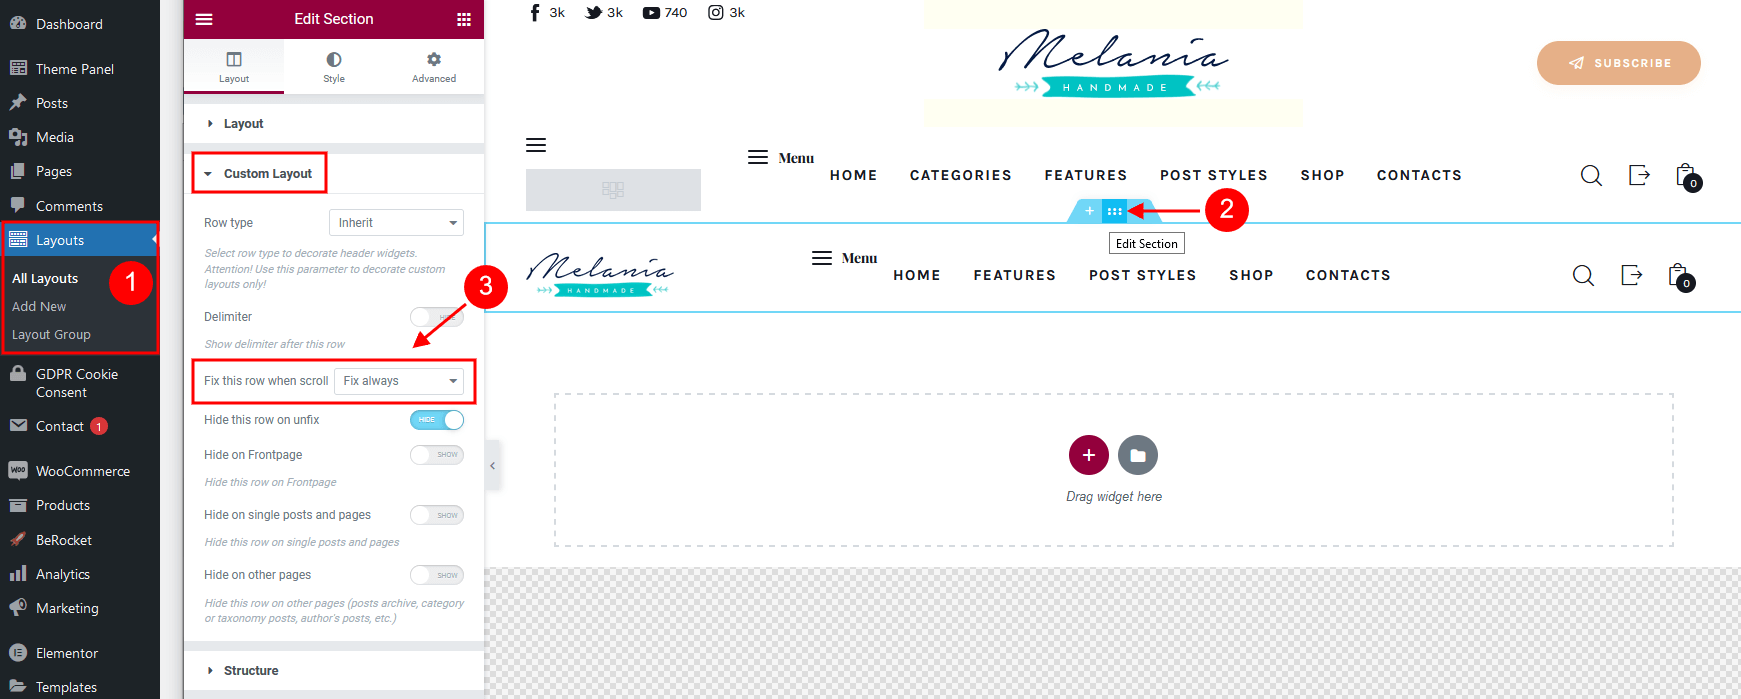 Dashboard
Theme Panel
Posts
Media
Pages
Comments
Layouts
All Layouts
Add New
Layout Group
1
GDPR Cookie
Consent
Contact 1
WooCommerce
Products
BeRocket
Analytics
Marketing
Elementor
Templates
Edit Section
Layout
Style
Advanced
Layout
Custom Layout
Row type
Inherit
Select row type to decorate header widgets.
Attention! Use this parameter to decorate custom
layouts only!
3
Delimiter
HIDE
Show delimiter after this row
Fix this row when scroll
Fix always
Hide this row on unfix
HIDE
Hide on Frontpage
SHOW
Hide this row on Frontpage
Hide on single posts and pages
SHOW
Hide this row on single posts and pages
Hide on other pages
SHOW
Hide this row on other pages (posts archive, category
or taxonomy posts, author's posts, etc.)
Structure
3k
3k
740
3k
Melania
HANDMADE
SUBSCRIBE
Menu
HOME
CATEGORIES
FEATURES
POST STYLES
SHOP
CONTACTS
0
2
Edit Section
Melania
HANDMADE
Menu
HOME
FEATURES
POST STYLES
SHOP
CONTACTS
0
Drag widget here